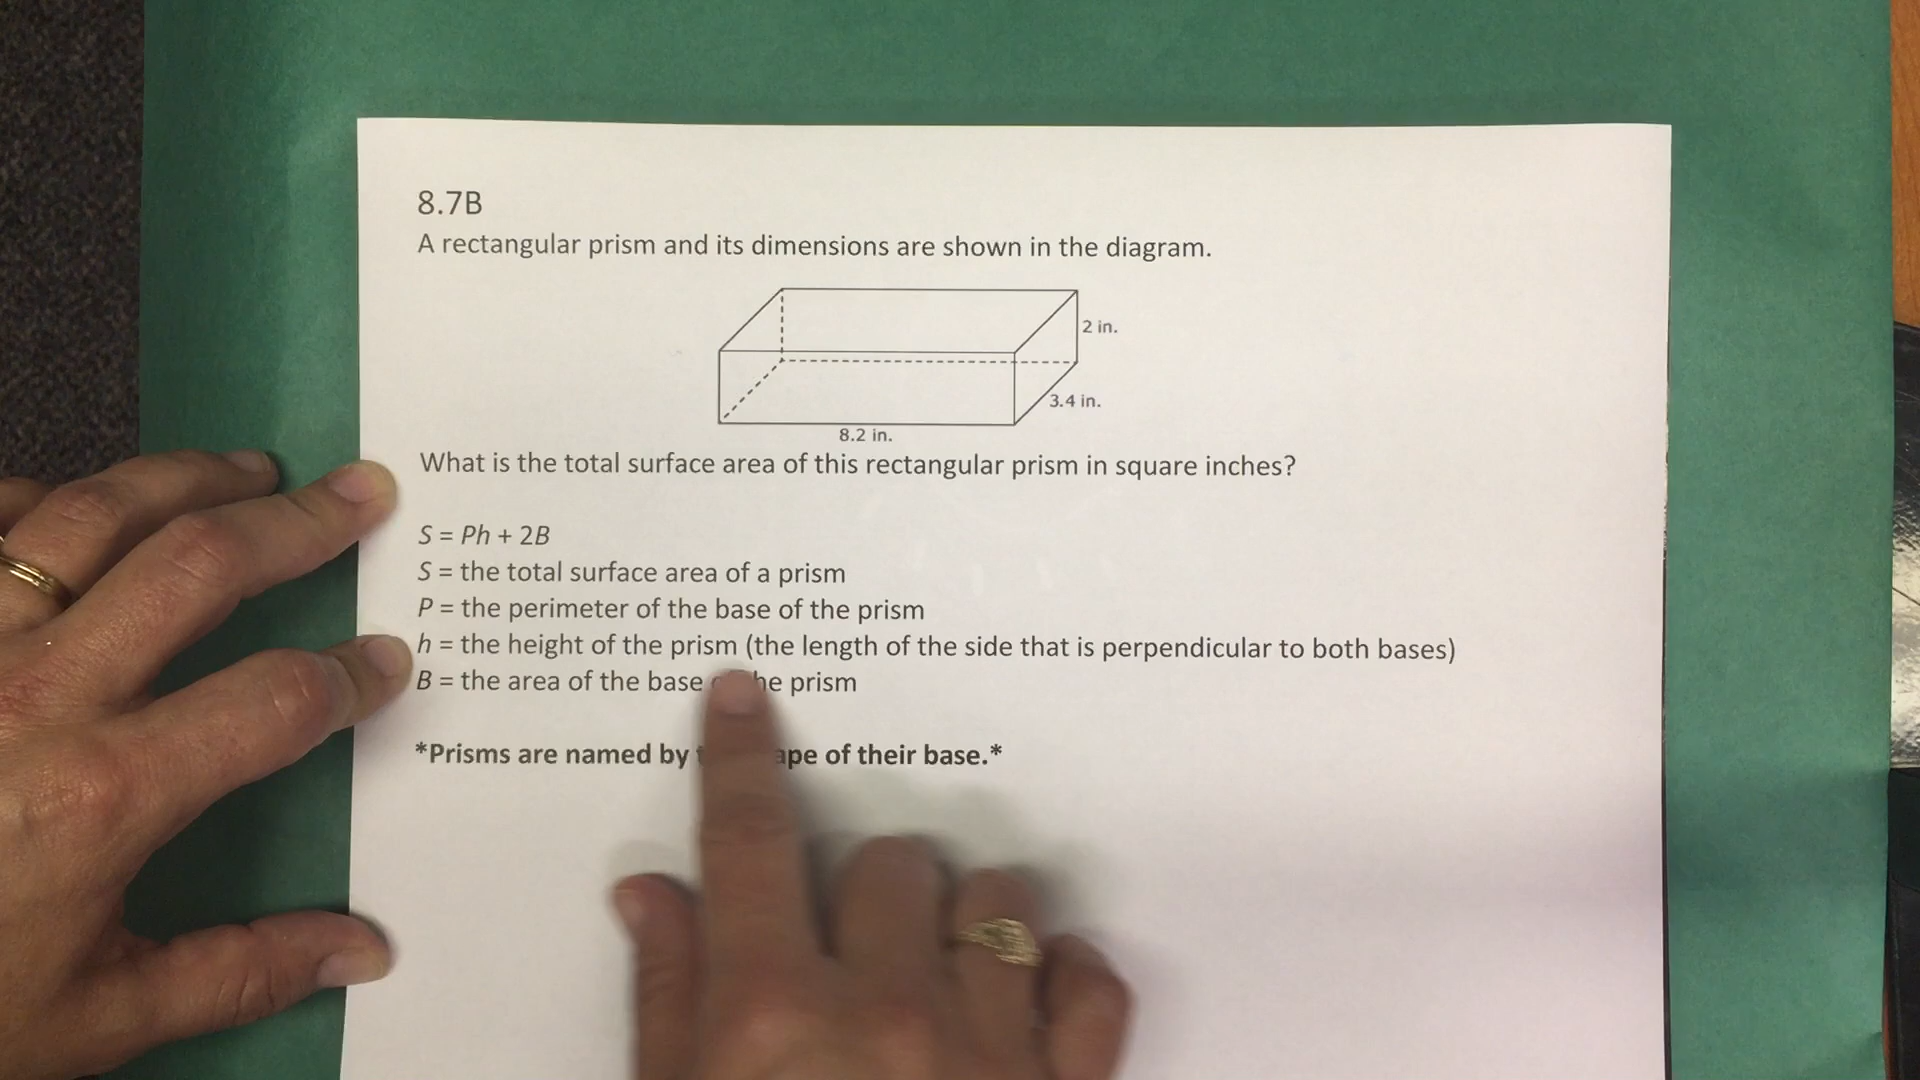 8.7B
A rectangular prism and its dimensions are shown in the diagram.
2 in.
3.4 in.
8.2 in.
What is the total surface area of this rectangular prism in square inches?
S = Ph + 2B
S = the total surface area of a prism
P = the perimeter of the base of the prism
h = the height of the prism (the length of the side that is perpendicular to both bases)
B = the area of the base prism
*Prisms are named by of their base.*